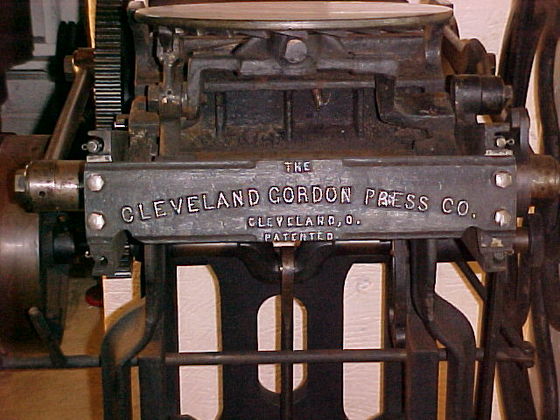 THE
CLEVELAND GORDON PRESS CO.
CLEVELAND, O.
PATENTED